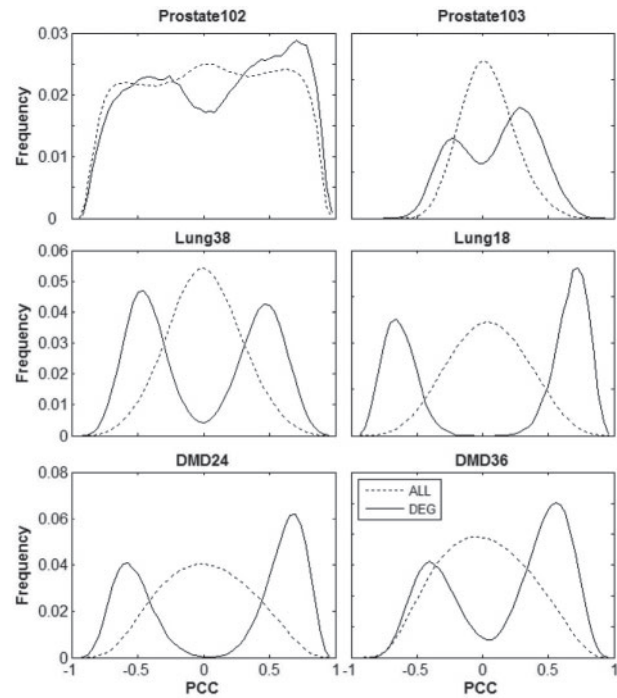 Prostate102 Prostate103
0.03
0.02
0.01
0
Frequency
Lung38 Lung18
0.06
0.05
0.04
0.03
0.02
0.01
0
Frequency
DMD24 DMD36
0.08
0.06
0.04
0.02
0
Frequency
ALL
DEG
-1 -0.5 0 0.5 1 -1 -0.5 0 0.5 1
PCC PCC